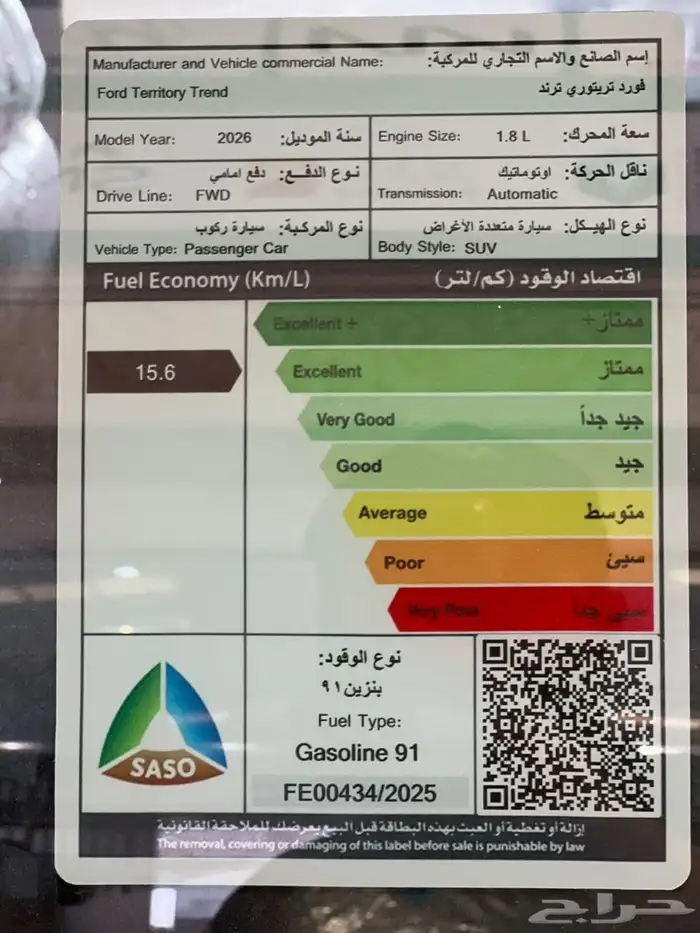 Manufacturer and Vehicle commercial Name: إسم الصانع والاسم التجاري للمركبة:
Ford Territory Trend فورد تريتوري ترند
Model Year: 2026 سنة الموديل:
Engine Size: 1.8 L سعة المحرك:
نوع الدفـــع: دفع امامي
Drive Line: FWD
ناقل الحركة: اوتوماتيك
Transmission: Automatic
نوع المركبة: سيارة ركوب
Vehicle Type: Passenger Car
نوع الهيـكل: سيارة متعددة الأغراض
Body Style: SUV
Fuel Economy (Km/L) اقتصاد الوقود (كم/لتر)
Excellent + ممتاز+
15.6
Excellent ممتاز
Very Good جيد جداً
Good جيد
Average متوسط
Poor سيئ
Very Poor سيئ جدا
SASO
نوع الوقود:
بنزين ٩١
Fuel Type:
Gasoline 91
FE00434/2025
إزالة أو تغطية أو العبث بهذه البطاقة قبل البيع يعرضك للملاحقة القانونية
The removal, covering or damaging of this label before sale is punishable by law
حراج